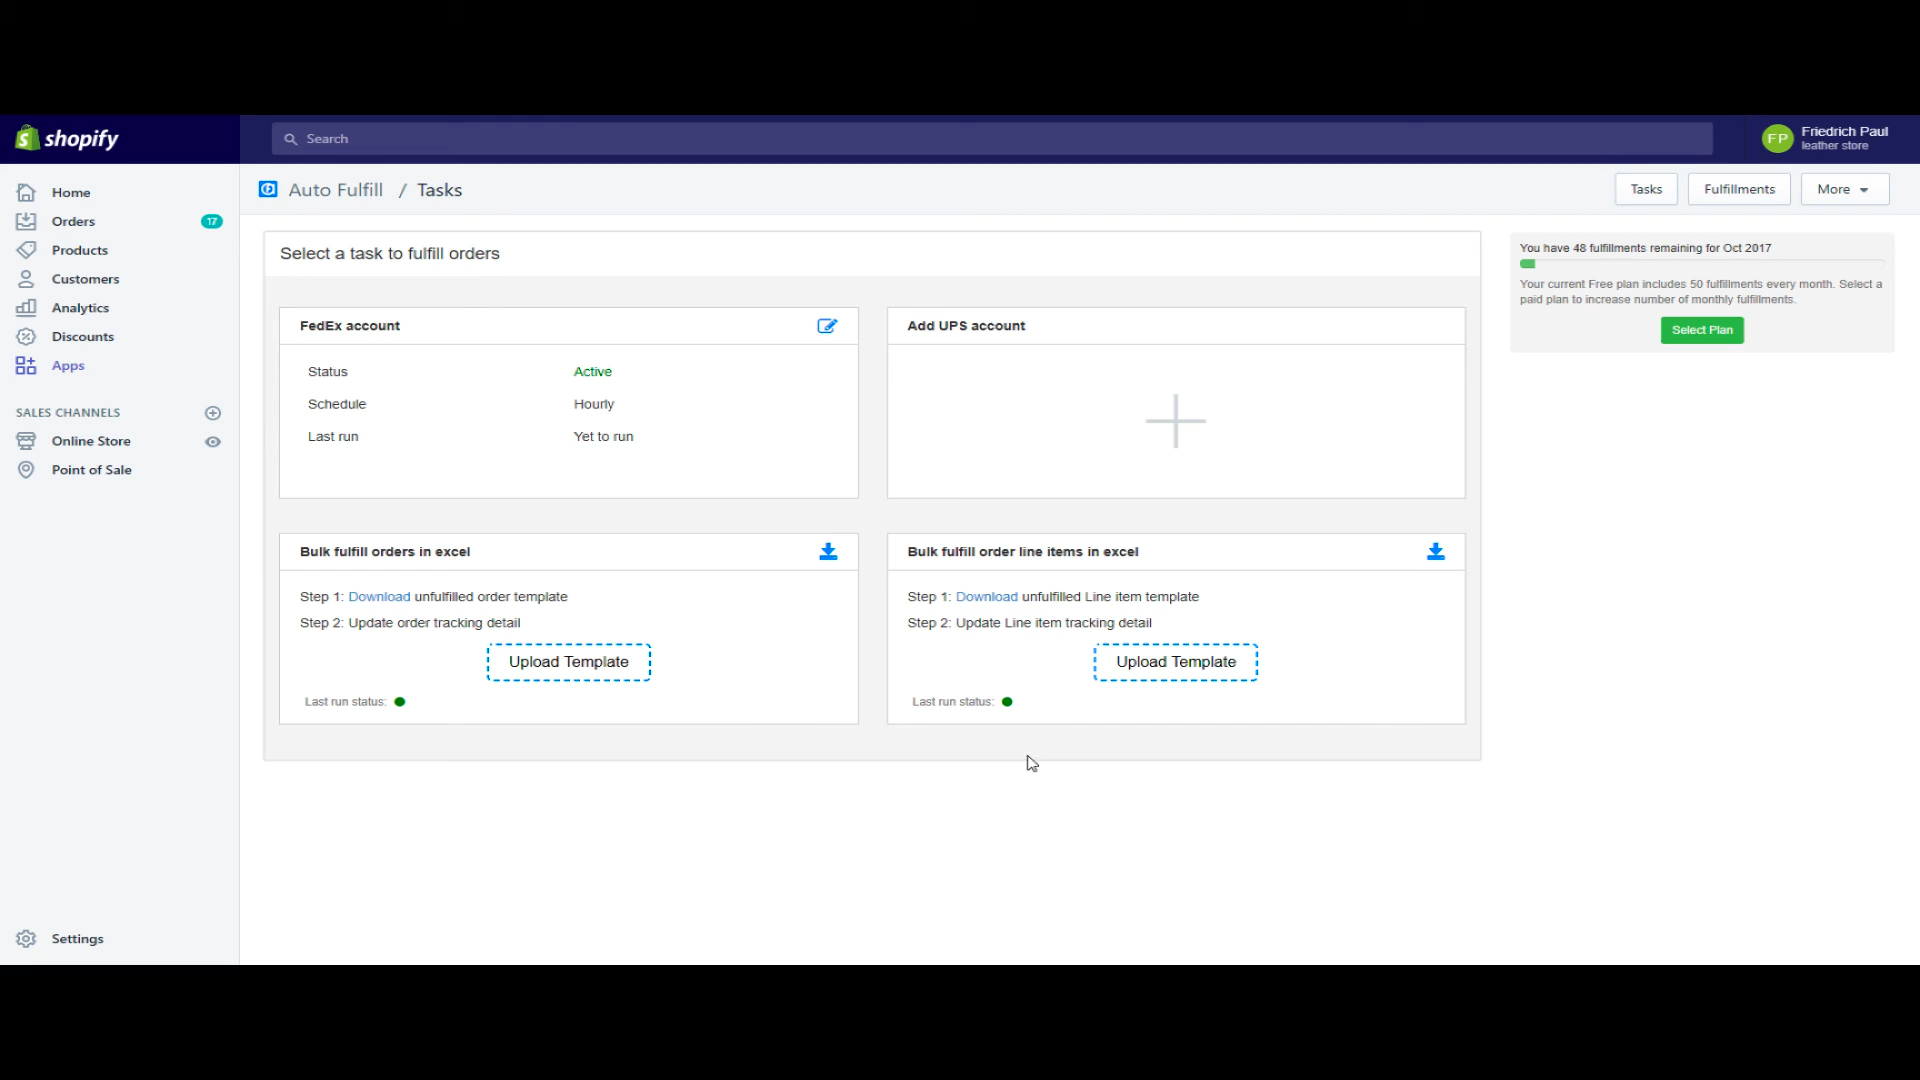 shopify
Search
FP
Friedrich Paul
leather store
Home
Orders
17
Products
Customers
Analytics
Discounts
Apps
SALES CHANNELS
Online Store
Point of Sale
Settings
Auto Fulfill / Tasks
Tasks
Fulfillments
More
Select a task to fulfill orders
FedEx account
Status Active
Schedule Hourly
Last run Yet to run
Add UPS account
Bulk fulfill orders in excel
Step 1: Download unfulfilled order template
Step 2: Update order tracking detail
Upload Template
Last run status:
Bulk fulfill order line items in excel
Step 1: Download unfulfilled Line item template
Step 2: Update Line item tracking detail
Upload Template
Last run status:
You have 48 fulfillments remaining for Oct 2017
Your current Free plan includes 50 fulfillments every month. Select a
paid plan to increase number of monthly fulfillments.
Select Plan